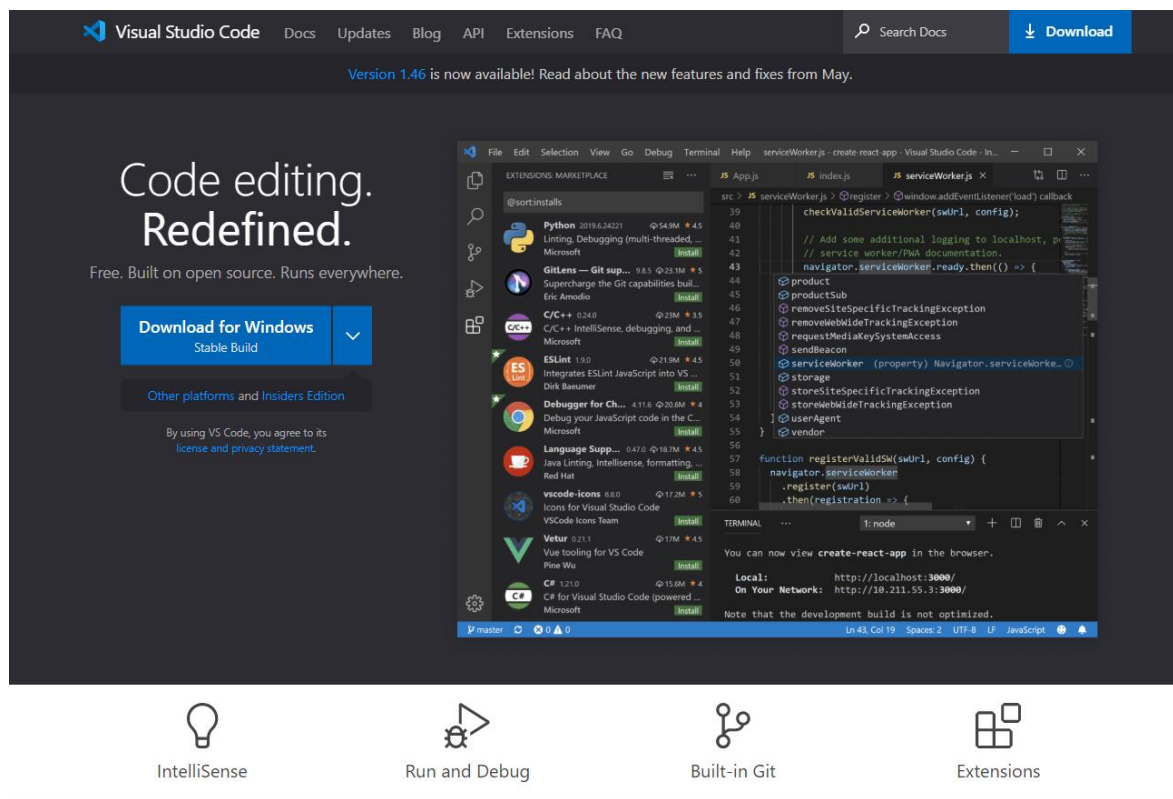 Visual Studio Code Docs Updates Blog API Extensions FAQ Search Docs Download
Version 1.46 is now available! Read about the new features and fixes from May.
Code editing.
Redefined.
Free. Built on open source. Runs everywhere.
Download for Windows
Stable Build
Other platforms and Insiders Edition
By using VS Code, you agree to its
license and privacy statement.
File Edit Selection View Go Debug Terminal Help serviceWorker.js - create-react-app - Visual Studio Code - In...
EXTENSIONS: MARKETPLACE
@sort:installs
Python 2019.6.24221 54.9M 4.5
Linting, Debugging (multi-threaded, ...
Microsoft Install
GitLens — Git sup... 9.8.5 23.1M 5
Supercharge the Git capabilities buil...
Eric Amodio Install
C/C++ 0.24.0 23M 3.5
C/C++ IntelliSense, debugging, and ...
Microsoft Install
ESLint 1.9.0 21.9M 4.5
Integrates ESLint JavaScript into VS ...
Dirk Baeumer Install
Debugger for Ch... 4.11.6 20.6M 4
Debug your JavaScript code in the C...
Microsoft Install
Language Supp... 0.47.0 18.7M 4.5
Java Linting, Intellisense, formatting, ...
Red Hat Install
vscode-icons 8.8.0 17.2M 5
Icons for Visual Studio Code
VSCode Icons Team Install
Vetur 0.21.1 17M 4.5
Vue tooling for VS Code
Pine Wu Install
C# 1.21.0 15.6M 4
C# for Visual Studio Code (powered ...
Microsoft Install
JS App.js JS index.js JS serviceWorker.js
src > JS serviceWorker.js > register > window.addEventListener('load') callback
39 checkValidServiceWorker(swUrl, config);
40
41 // Add some additional logging to localhost, p
42 // service worker/PWA documentation.
43 navigator.serviceWorker.ready.then(() => {
44 product
45 productSub
46 removeSiteSpecificTrackingException
47 removeWebWideTrackingException
48 requestMediaKeySystemAccess
49 sendBeacon
50 serviceWorker (property) Navigator.serviceWorke...
51 storage
52 storeSiteSpecificTrackingException
53 storeWebWideTrackingException
54 } userAgent
55 } vendor
56
57 function registerValidSW(swUrl, config) {
58 navigator.serviceWorker
59 .register(swUrl)
60 .then(registration => {
TERMINAL ... 1: node
You can now view create-react-app in the browser.
Local: http://localhost:3000/
On Your Network: http://10.211.55.3:3000/
Note that the development build is not optimized.
master 0 0 Ln 43, Col 19 Spaces: 2 UTF-8 LF JavaScript
IntelliSense
Run and Debug
Built-in Git
Extensions